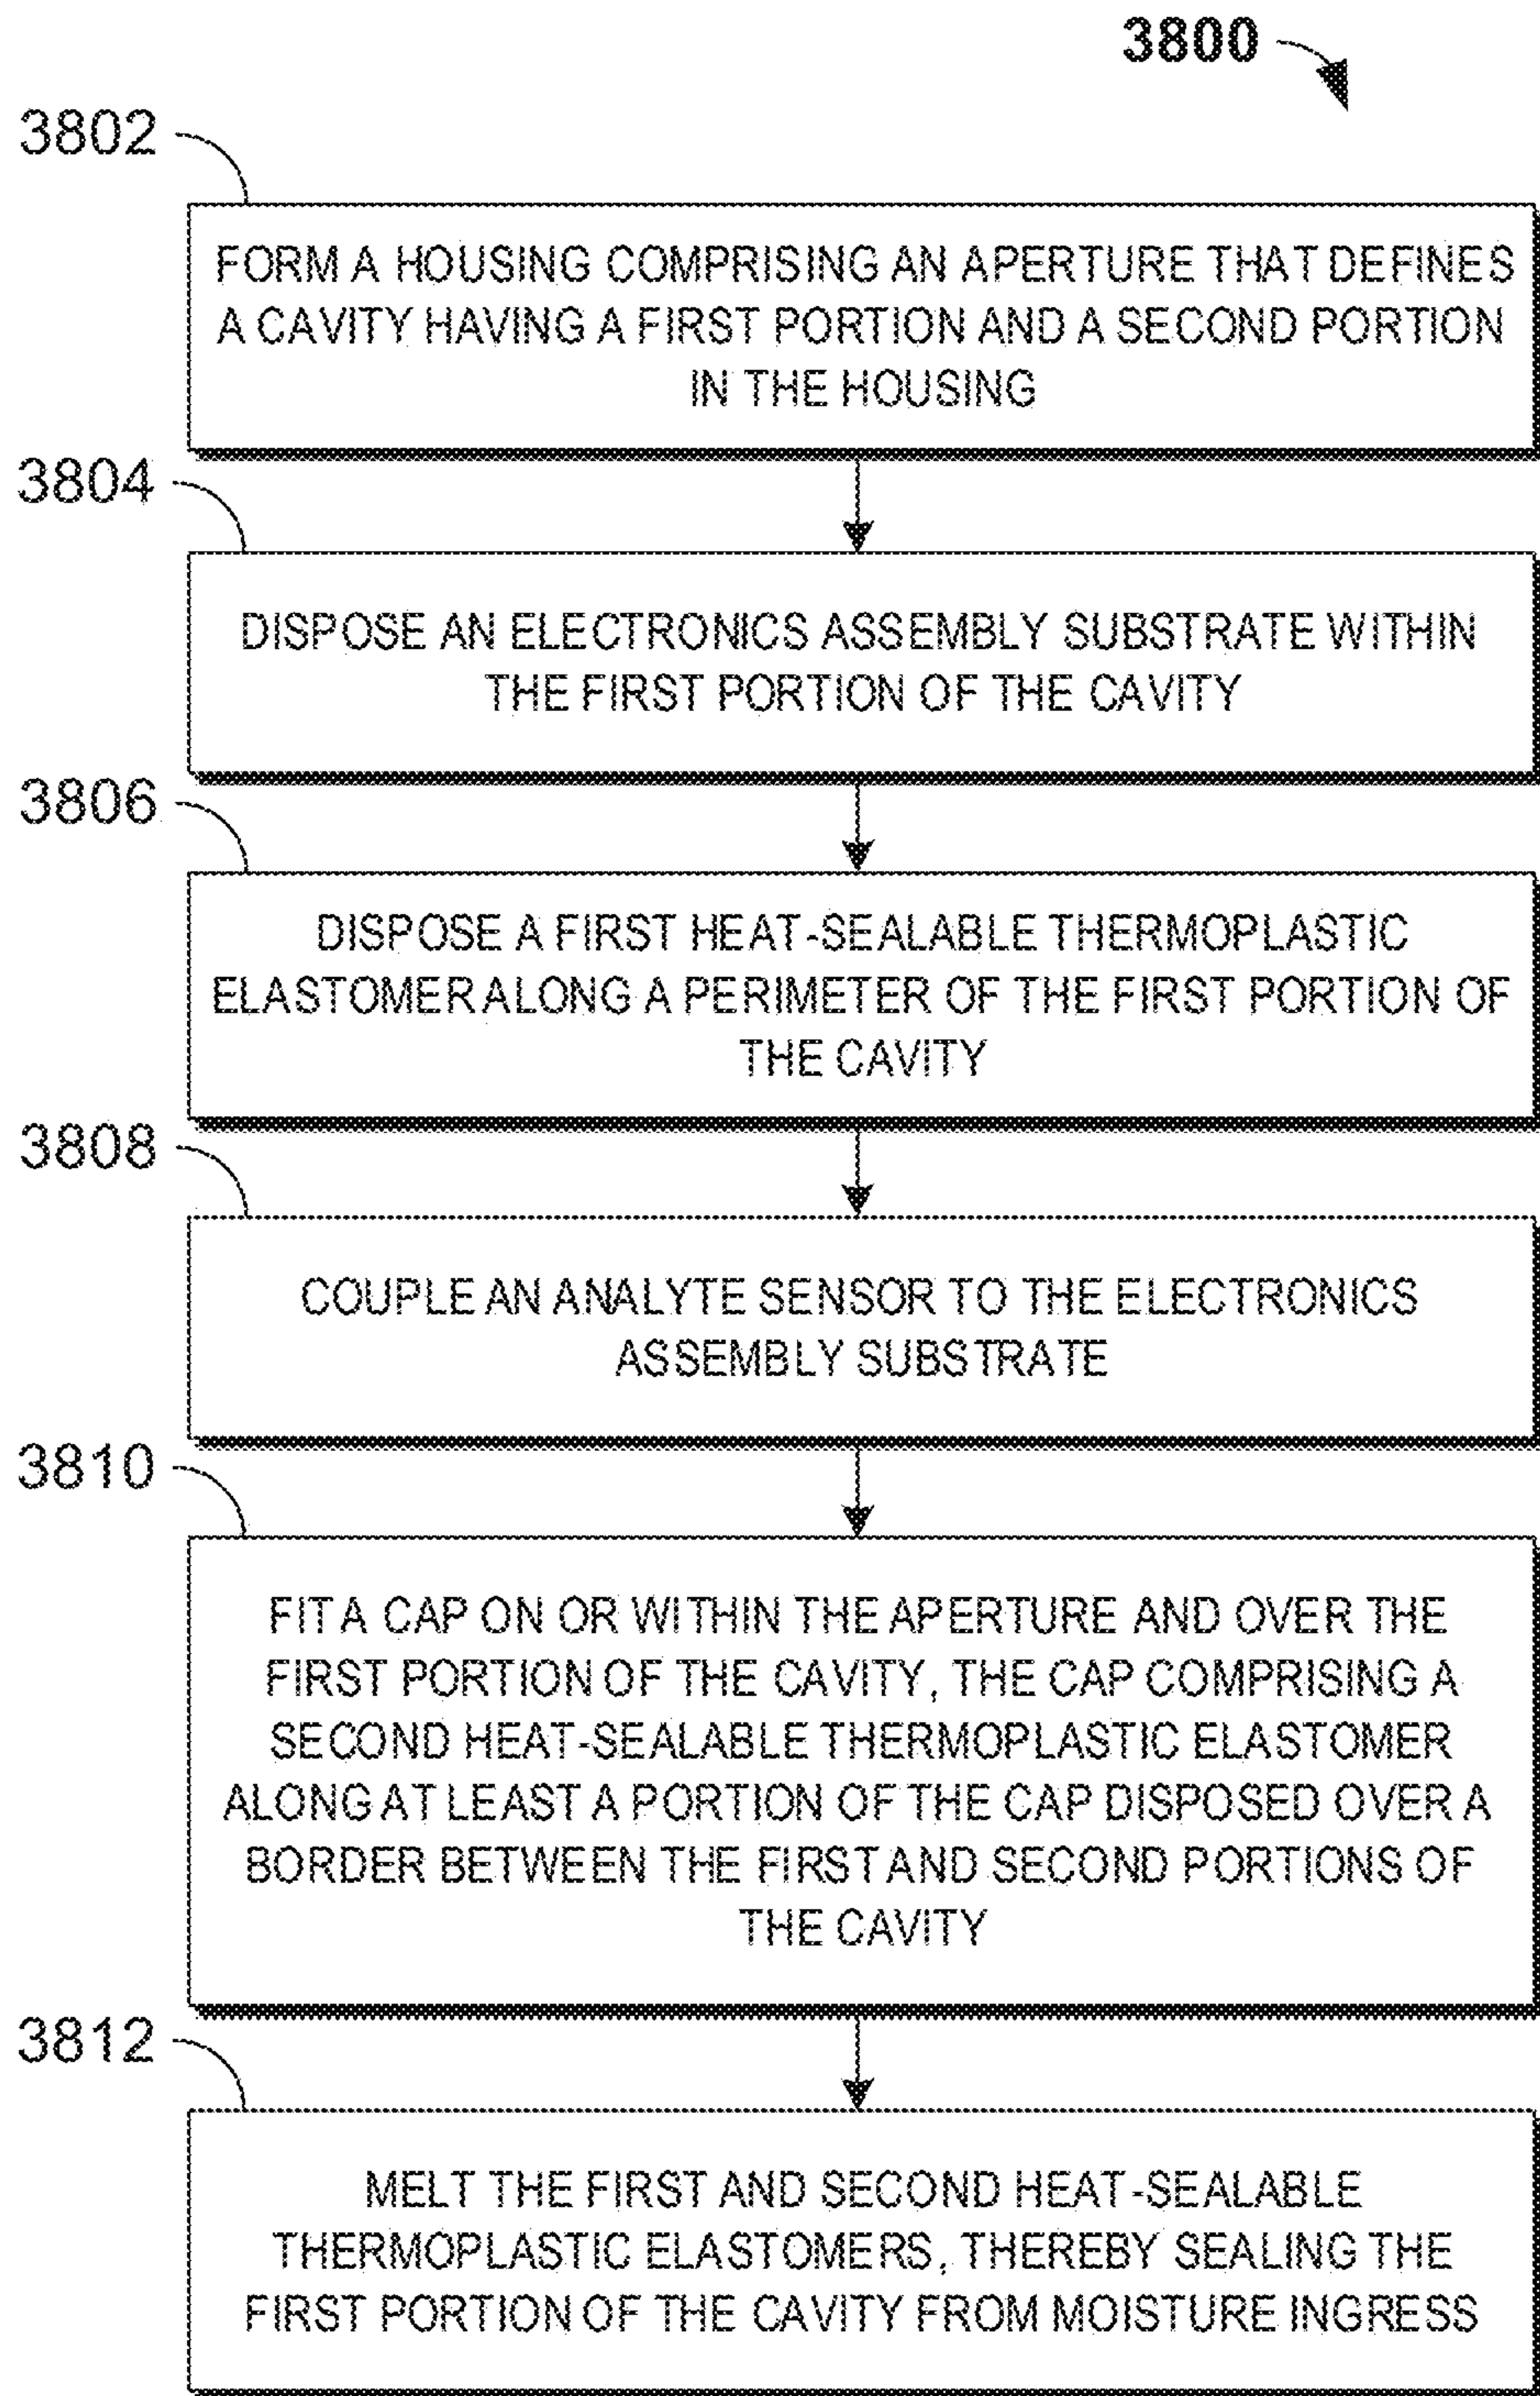 3800
3802
FORM A HOUSING COMPRISING AN APERTURE THAT DEFINES
A CAVITY HAVING A FIRST PORTION AND A SECOND PORTION
IN THE HOUSING
3804
DISPOSE AN ELECTRONICS ASSEMBLY SUBSTRATE WITHIN
THE FIRST PORTION OF THE CAVITY
3806
DISPOSE A FIRST HEAT-SEALABLE THERMOPLASTIC
ELASTOMER ALONG A PERIMETER OF THE FIRST PORTION OF
THE CAVITY
3808
COUPLE AN ANALYTE SENSOR TO THE ELECTRONICS
ASSEMBLY SUBSTRATE
3810
FIT A CAP ON OR WITHIN THE APERTURE AND OVER THE
FIRST PORTION OF THE CAVITY, THE CAP COMPRISING A
SECOND HEAT-SEALABLE THERMOPLASTIC ELASTOMER
ALONG AT LEAST A PORTION OF THE CAP DISPOSED OVER A
BORDER BETWEEN THE FIRST AND SECOND PORTIONS OF
THE CAVITY
3812
MELT THE FIRST AND SECOND HEAT-SEALABLE
THERMOPLASTIC ELASTOMERS, THEREBY SEALING THE
FIRST PORTION OF THE CAVITY FROM MOISTURE INGRESS